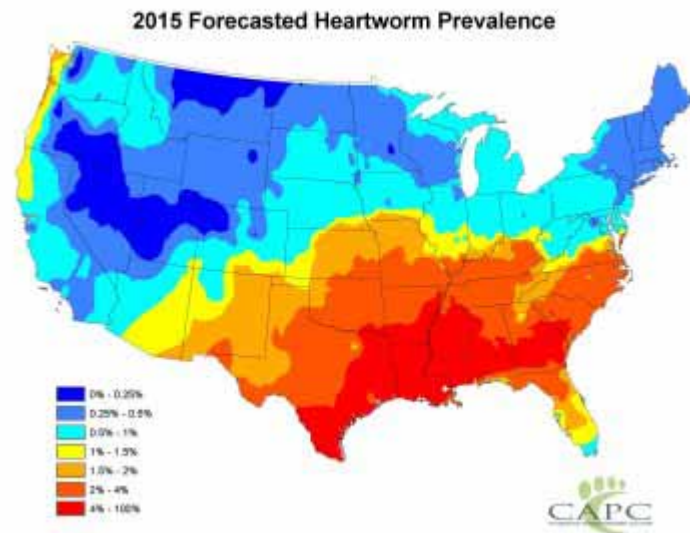 2015 Forecasted Heartworm Prevalence
0% - 0.25%
0.25% - 0.5%
0.5% - 1%
1% - 1.5%
1.5% - 2%
2% - 4%
4% - 100%
CAPC